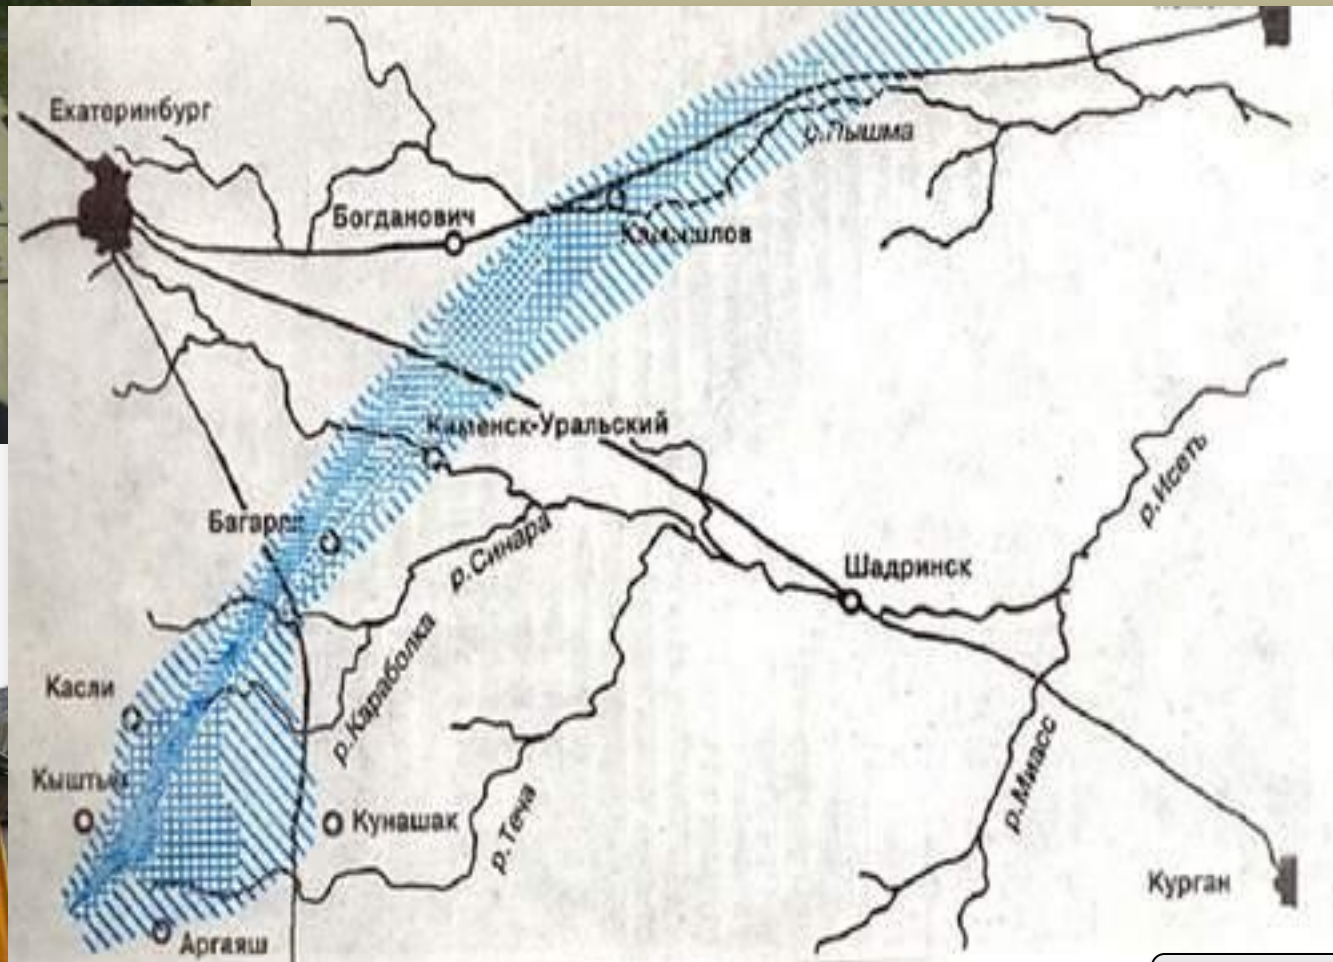 Екатеринбург
р.Пышма
Богданович
Камышлов
Каменск-Уральский
р.Исеть
Багаряк
р.Синара
Шадринск
р.Караболка
Касли
р.Миасс
Кыштым
Кунашак
р.Теча
Курган
Аргаяш